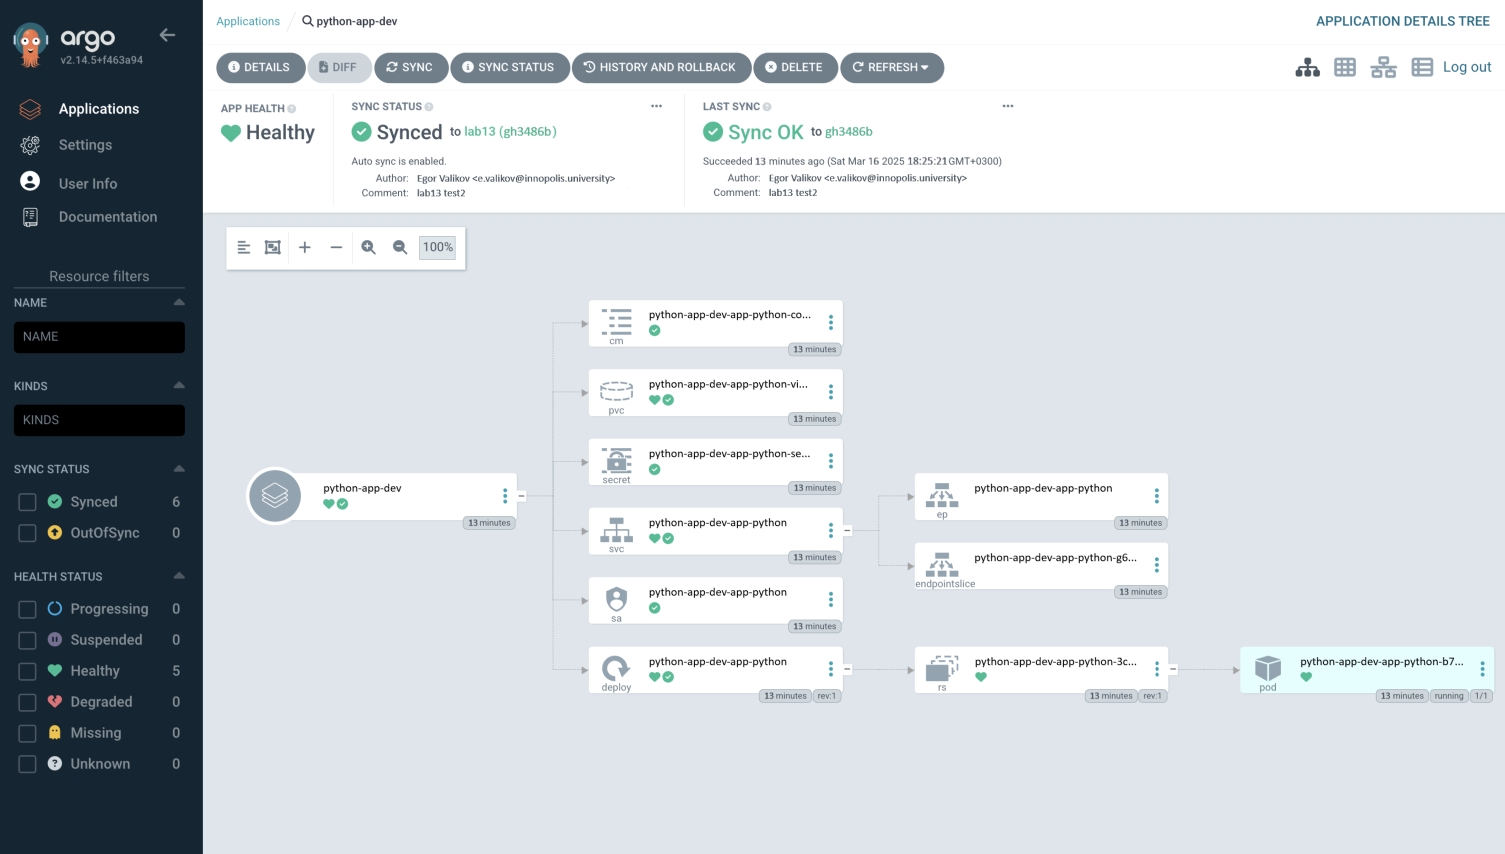 argo
v2.14.5+f463a94
Applications
Settings
User Info
Documentation
Resource filters
NAME
NAME
KINDS
KINDS
SYNC STATUS
Synced 6
OutOfSync 0
HEALTH STATUS
Progressing 0
Suspended 0
Healthy 5
Degraded 0
Missing 0
Unknown 0
Applications / python-app-dev
APPLICATION DETAILS TREE
DETAILS DIFF SYNC SYNC STATUS HISTORY AND ROLLBACK DELETE REFRESH
Log out
APP HEALTH
Healthy
SYNC STATUS
Synced to lab13 (gh3486b)
Auto sync is enabled.
Author: Egor Valikov <e.valikov@innopolis.university>
Comment: lab13 test2
LAST SYNC
Sync OK to gh3486b
Succeeded 13 minutes ago (Sat Mar 16 2025 18:25:21 GMT+0300)
Author: Egor Valikov <e.valikov@innopolis.university>
Comment: lab13 test2
100%
python-app-dev
13 minutes
cm
python-app-dev-app-python-co...
13 minutes
pvc
python-app-dev-app-python-vi...
13 minutes
secret
python-app-dev-app-python-se...
13 minutes
svc
python-app-dev-app-python
13 minutes
sa
python-app-dev-app-python
13 minutes
deploy
python-app-dev-app-python
13 minutes rev:1
ep
python-app-dev-app-python
13 minutes
endpointslice
python-app-dev-app-python-g6...
13 minutes
rs
python-app-dev-app-python-3c...
13 minutes rev:1
pod
python-app-dev-app-python-b7...
13 minutes running 1/1